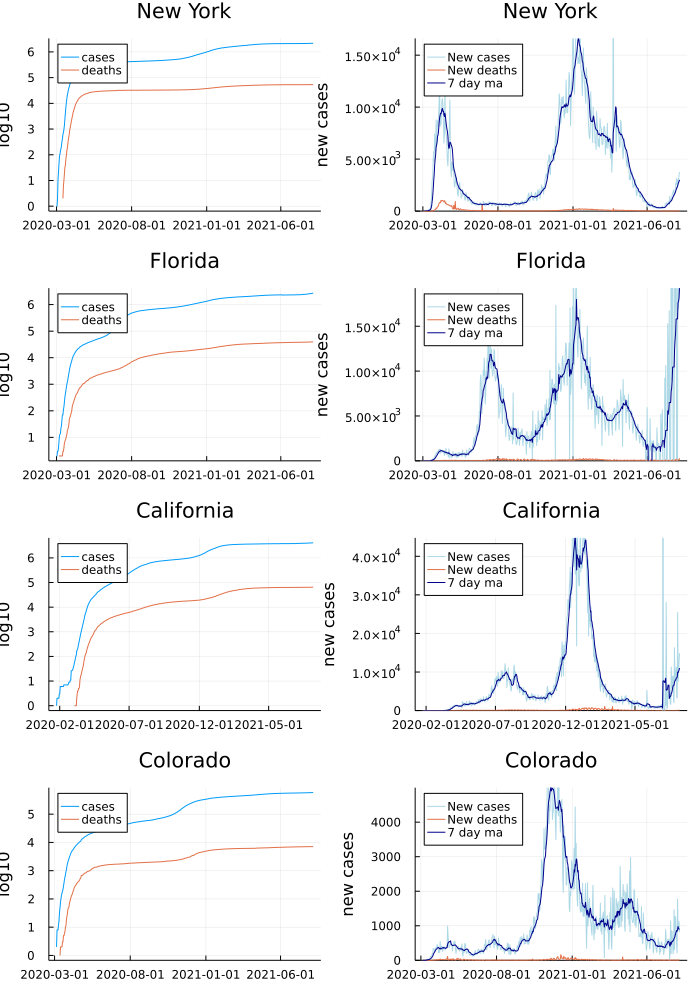 New York
New York
log10
6
5
4
3
2
1
0
cases
deaths
2020-03-01 2020-08-01 2021-01-01 2021-06-01
new cases
1.50×10⁴
1.00×10⁴
5.00×10³
0
New cases
New deaths
7 day ma
2020-03-01 2020-08-01 2021-01-01 2021-06-01
Florida
Florida
log10
6
5
4
3
2
1
cases
deaths
2020-03-01 2020-08-01 2021-01-01 2021-06-01
new cases
1.50×10⁴
1.00×10⁴
5.00×10³
0
New cases
New deaths
7 day ma
2020-03-01 2020-08-01 2021-01-01 2021-06-01
California
California
log10
6
5
4
3
2
1
0
cases
deaths
2020-02-01 2020-07-01 2020-12-01 2021-05-01
new cases
4.0×10⁴
3.0×10⁴
2.0×10⁴
1.0×10⁴
0
New cases
New deaths
7 day ma
2020-02-01 2020-07-01 2020-12-01 2021-05-01
Colorado
Colorado
log10
5
4
3
2
1
0
cases
deaths
2020-03-01 2020-08-01 2021-01-01 2021-06-01
new cases
4000
3000
2000
1000
0
New cases
New deaths
7 day ma
2020-03-01 2020-08-01 2021-01-01 2021-06-01